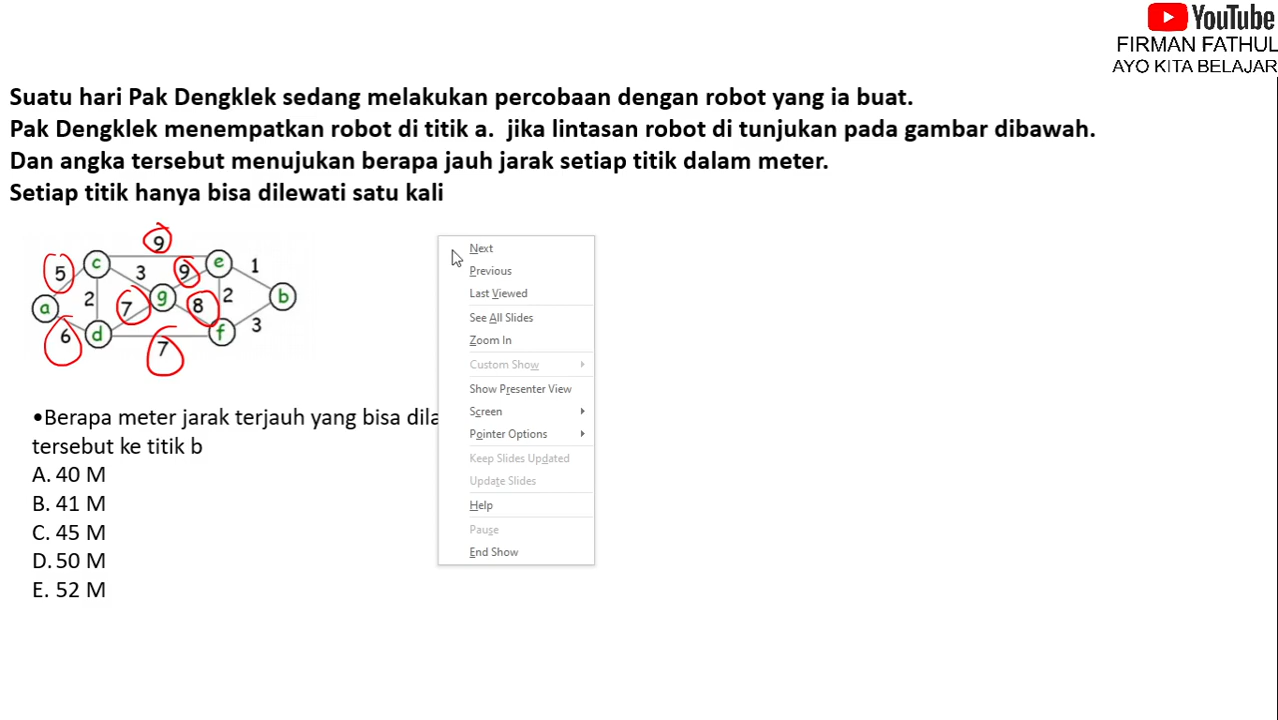 YouTube
FIRMAN FATHUL
AYO KITA BELAJAR
Suatu hari Pak Dengklek sedang melakukan percobaan dengan robot yang ia buat.
Pak Dengklek menempatkan robot di titik a. jika lintasan robot di tunjukan pada gambar dibawah.
Dan angka tersebut menujukan berapa jauh jarak setiap titik dalam meter.
Setiap titik hanya bisa dilewati satu kali
9
c e
5 3 9 1
2 g 2 b
a 7 8
6 d f 3
7
•Berapa meter jarak terjauh yang bisa dila
tersebut ke titik b
A. 40 M
B. 41 M
C. 45 M
D. 50 M
E. 52 M
Next
Previous
Last Viewed
See All Slides
Zoom In
Custom Show
Show Presenter View
Screen
Pointer Options
Keep Slides Updated
Update Slides
Help
Pause
End Show